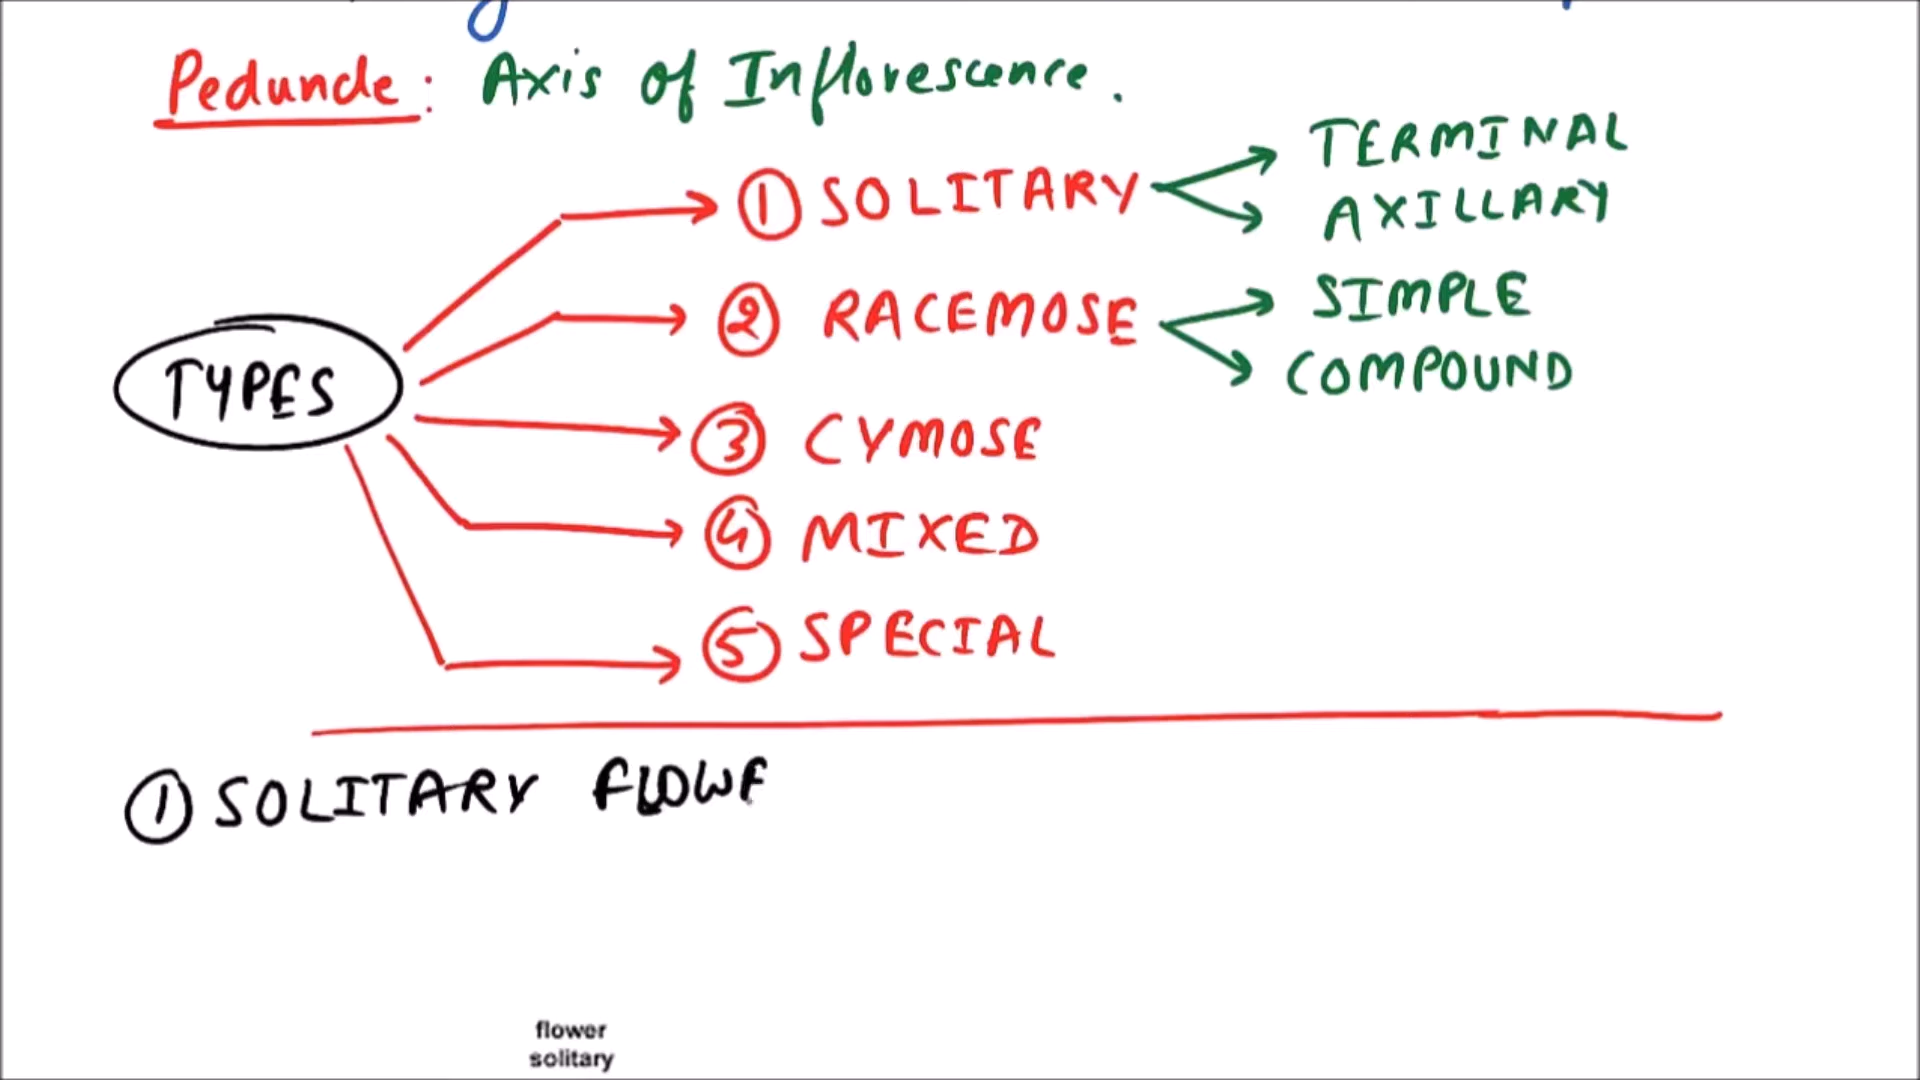 Peduncle: Axis of Inflorescence.
TYPES
① SOLITARY
TERMINAL
AXILLARY
② RACEMOSE
SIMPLE
COMPOUND
③ CYMOSE
④ MIXED
⑤ SPECIAL
① SOLITARY FLOWE
flower
solitary